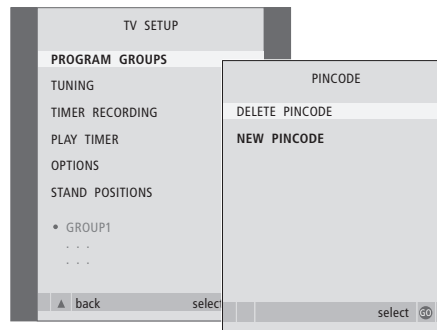 TV SETUP
PROGRAM GROUPS
TUNING
TIMER RECORDING
PLAY TIMER
OPTIONS
STAND POSITIONS
• GROUP1
. . .
. . .
▲ back select
PINCODE
DELETE PINCODE
NEW PINCODE
select GO